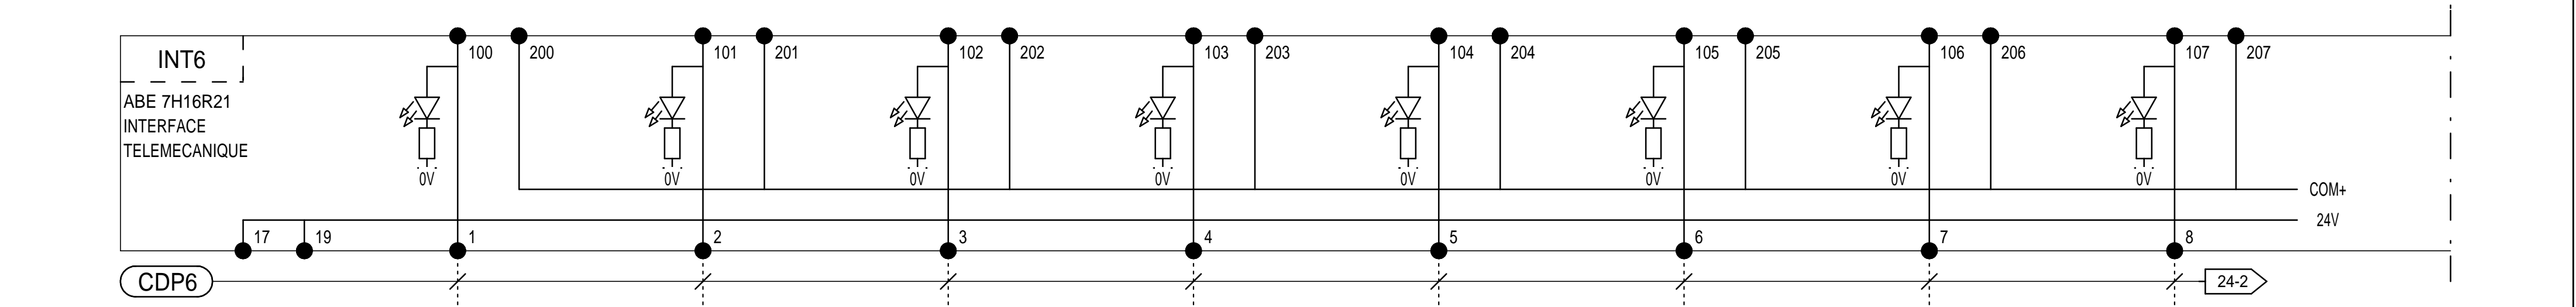 INT6
ABE 7H16R21
INTERFACE
TELEMECANIQUE
100 200 101 201 102 202 103 203 104 204 105 205 106 206 107 207
0V 0V 0V 0V 0V 0V 0V 0V
COM+
24V
17 19 1 2 3 4 5 6 7 8
CDP6
24-2